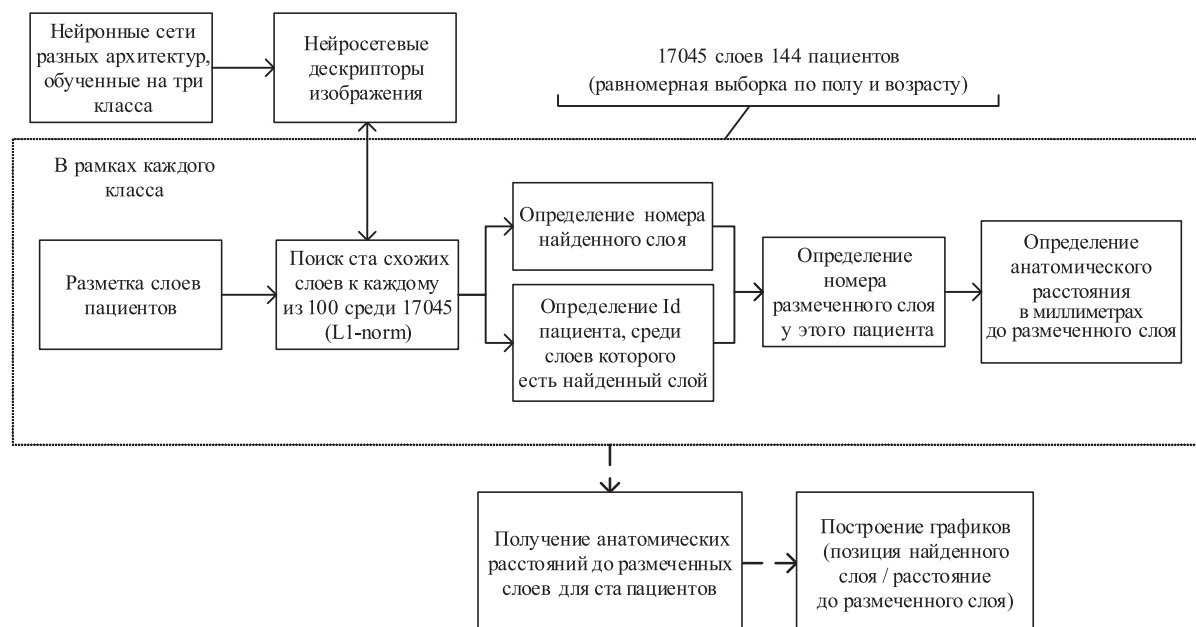 Нейронные сети
разных архитектур,
обученные на три
класса
Нейросетевые
дескрипторы
изображения
17045 слоев 144 пациентов
(равномерная выборка по полу и возрасту)
В рамках каждого
класса
Разметка слоев
пациентов
Поиск ста схожих
слоев к каждому
из 100 среди 17045
(L1-norm)
Определение номера
найденного слоя
Определение Id
пациента, среди
слоев которого
есть найденный слой
Определение
номера
размеченного слоя
у этого пациента
Определение
анатомического
расстояния
в миллиметрах
до размеченного слоя
Получение анатомических
расстояний до размеченных
слоев для ста пациентов
Построение графиков
(позиция найденного
слоя / расстояние
до размеченного слоя)